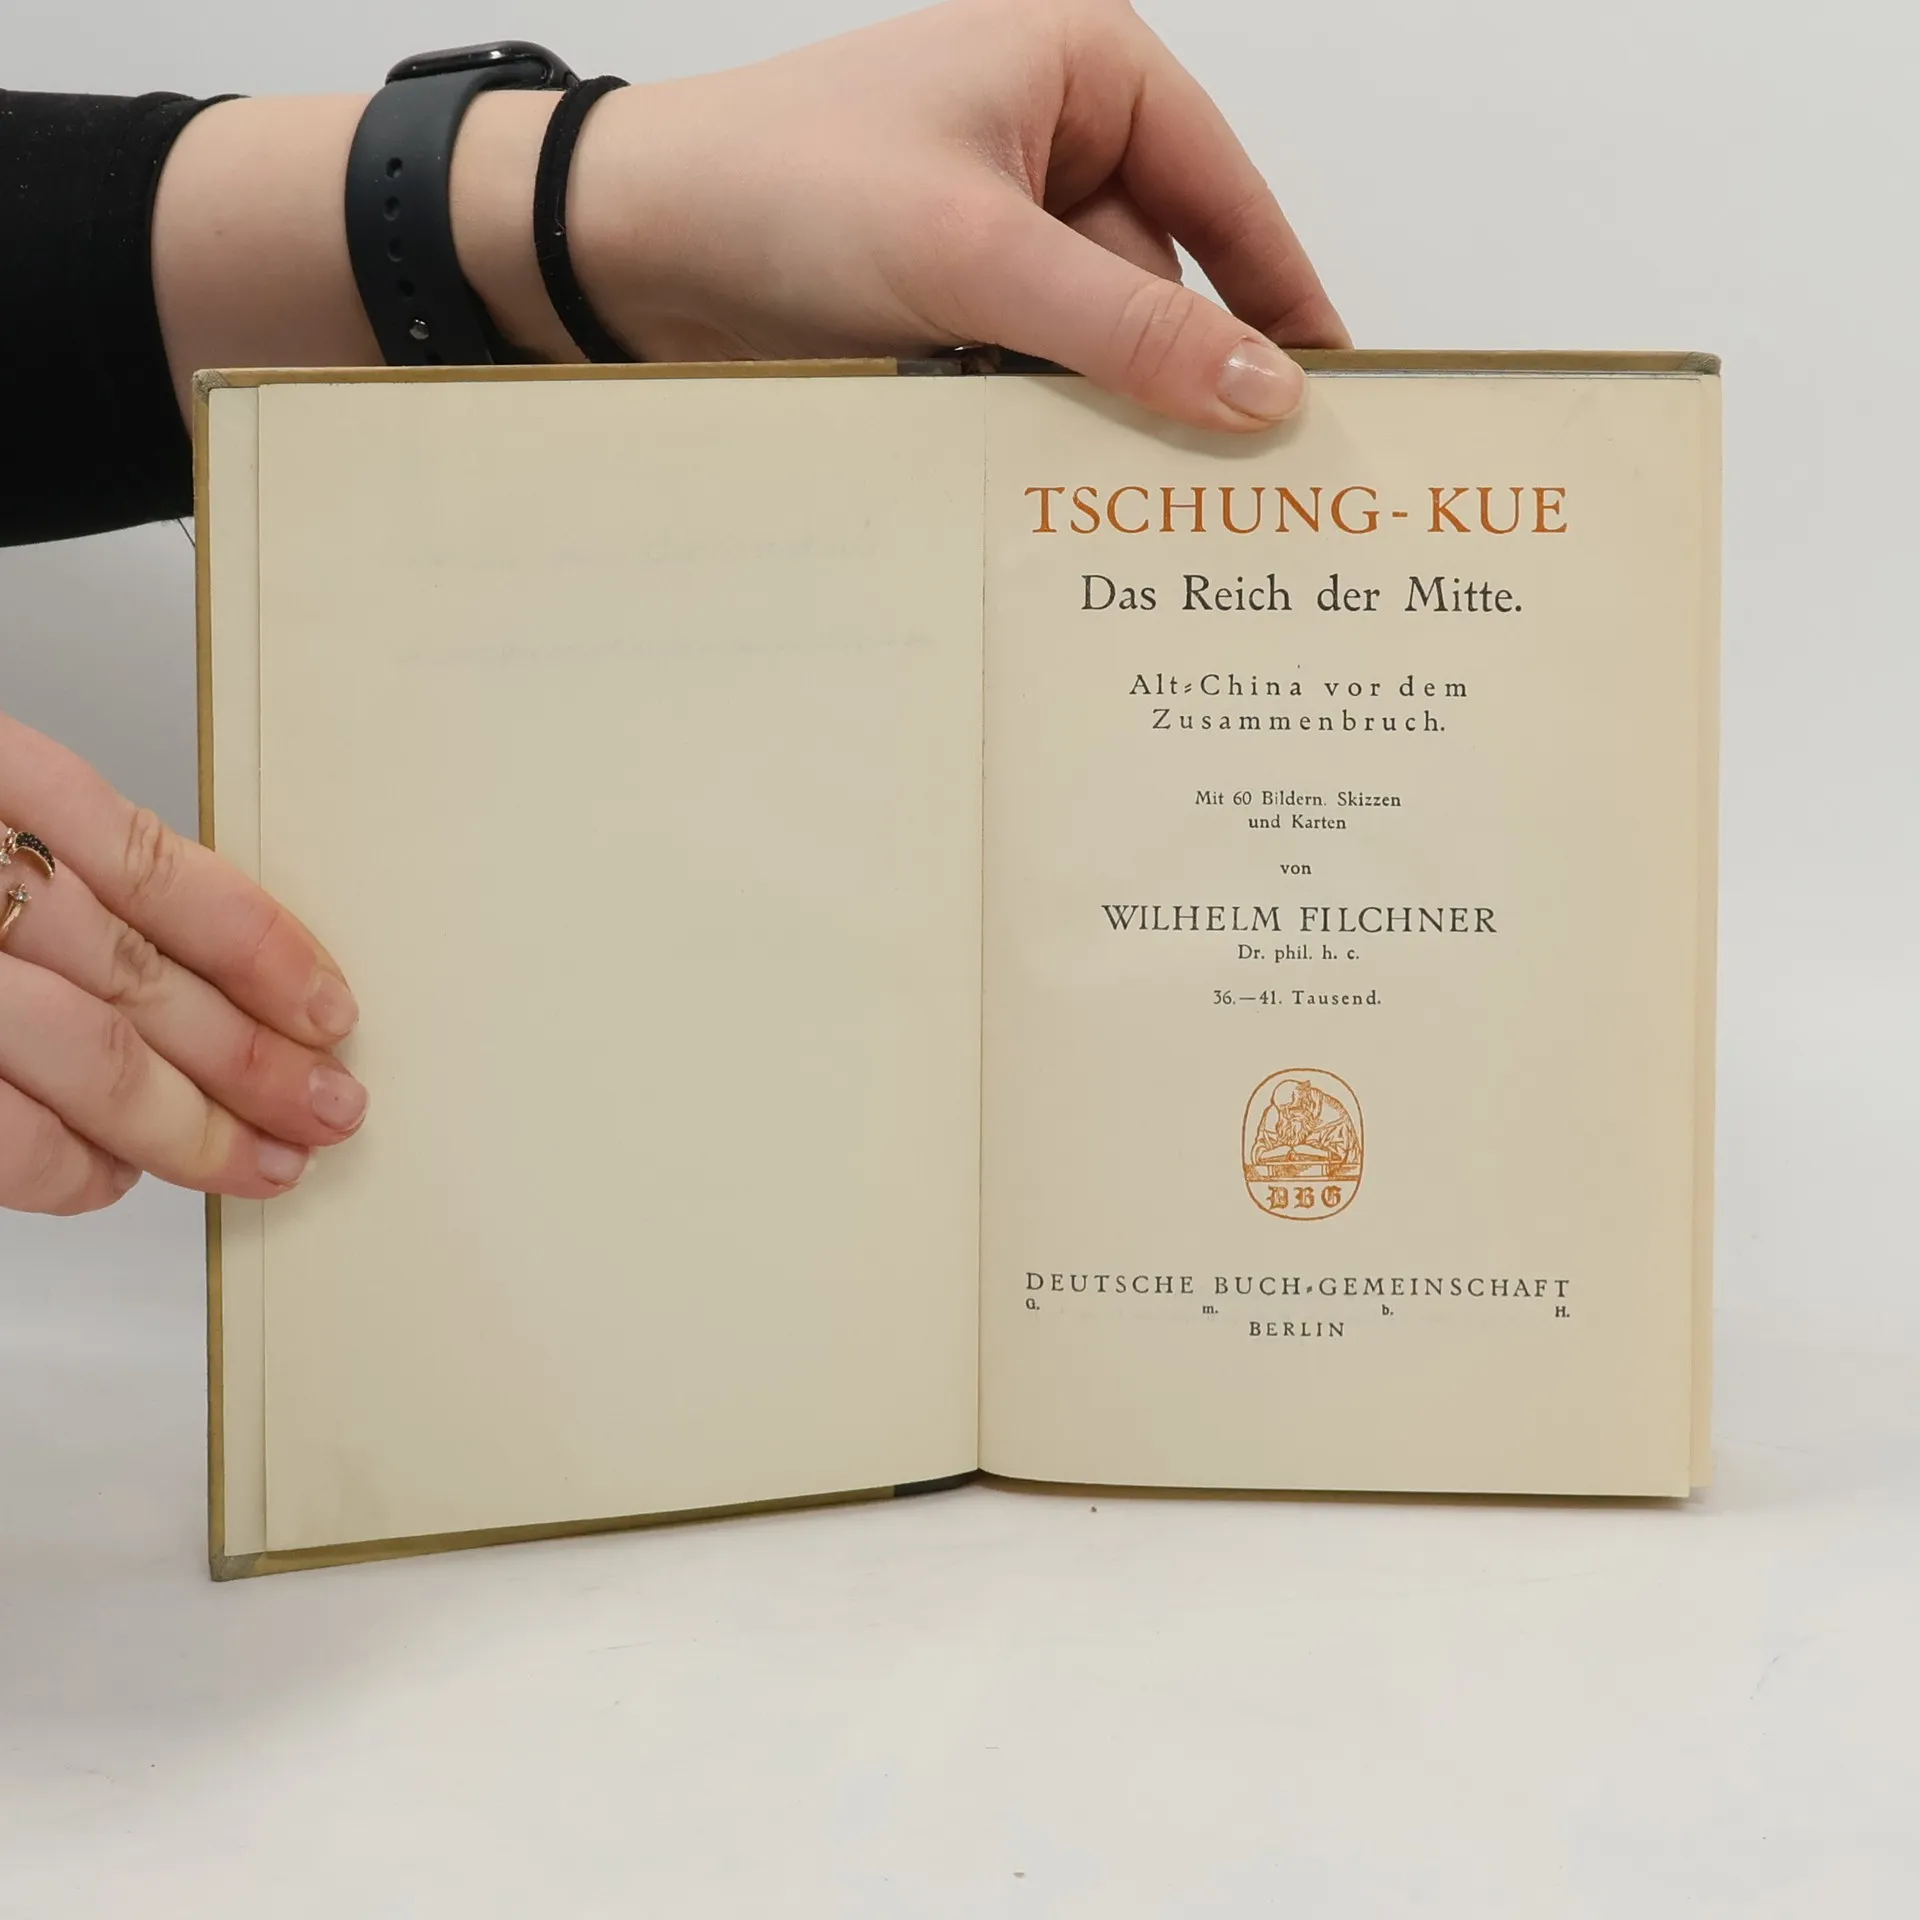 TSCHUNG-KUE
Das Reich der Mitte.
Alt-China vor dem
Zusammenbruch.
Mit 60 Bildern. Skizzen
und Karten
von
WILHELM FILCHNER
Dr. phil. h. c.
36.—41. Tausend.
DBG
DEUTSCHE BUCH-GEMEINSCHAFT
G. m. b. H.
BERLIN